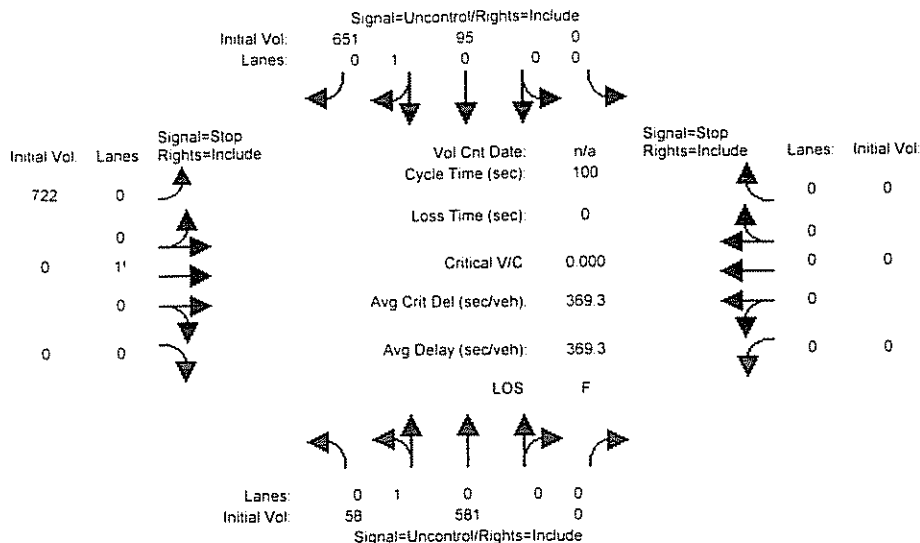 Signal=Uncontrol/Rights=Include
Initial Vol: 651 95 0
Lanes: 0 1 0 0 0
Signal=Stop
Initial Vol: Lanes Rights=Include
722 0
0
0 1!
0
0 0
Vol Cnt Date: n/a
Cycle Time (sec): 100
Loss Time (sec): 0
Critical V/C 0.000
Avg Crit Del (sec/veh): 369.3
Avg Delay (sec/veh): 369.3
LOS F
Signal=Stop
Rights=Include Lanes: Initial Vol:
0 0
0
0 0
0
0 0
Lanes: 0 1 0 0 0
Initial Vol: 58 581 0
Signal=Uncontrol/Rights=Include